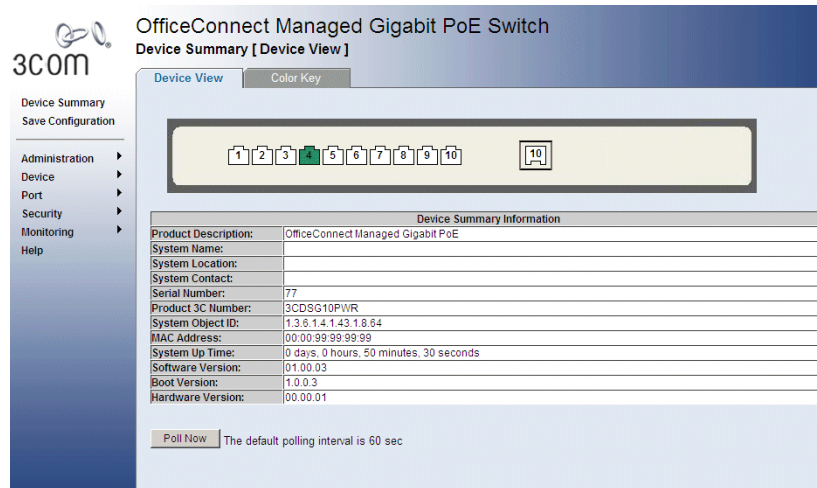 OfficeConnect Managed Gigabit PoE Switch
Device Summary [ Device View ]
3COM
Device View
Color Key
Device Summary
Save Configuration
Administration
Device
Port
Security
Monitoring
Help
1 2 3 4 5 6 7 8 9 10 10
Device Summary Information
Product Description: OfficeConnect Managed Gigabit PoE
System Name:
System Location:
System Contact:
Serial Number: 77
Product 3C Number: 3CDSG10PWR
System Object ID: 1.3.6.1.4.1.43.1.8.64
MAC Address: 00:00:99:99:99:99
System Up Time: 0 days, 0 hours, 50 minutes, 30 seconds
Software Version: 01.00.03
Boot Version: 1.0.0.3
Hardware Version: 00.00.01
Poll Now The default polling interval is 60 sec